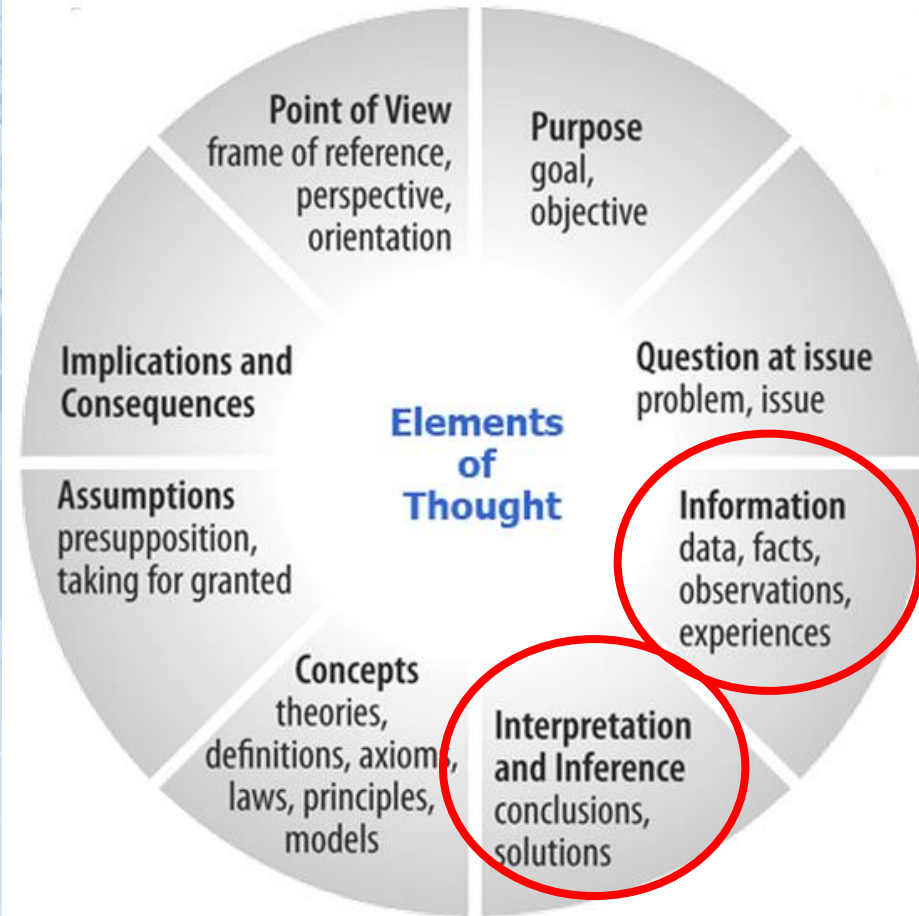 Point of View
frame of reference,
perspective,
orientation
Purpose
goal,
objective
Question at issue
problem, issue
Information
data, facts,
observations,
experiences
Interpretation
and Inference
conclusions,
solutions
Concepts
theories,
definitions, axioms,
laws, principles,
models
Assumptions
presupposition,
taking for granted
Implications and
Consequences
Elements
of
Thought